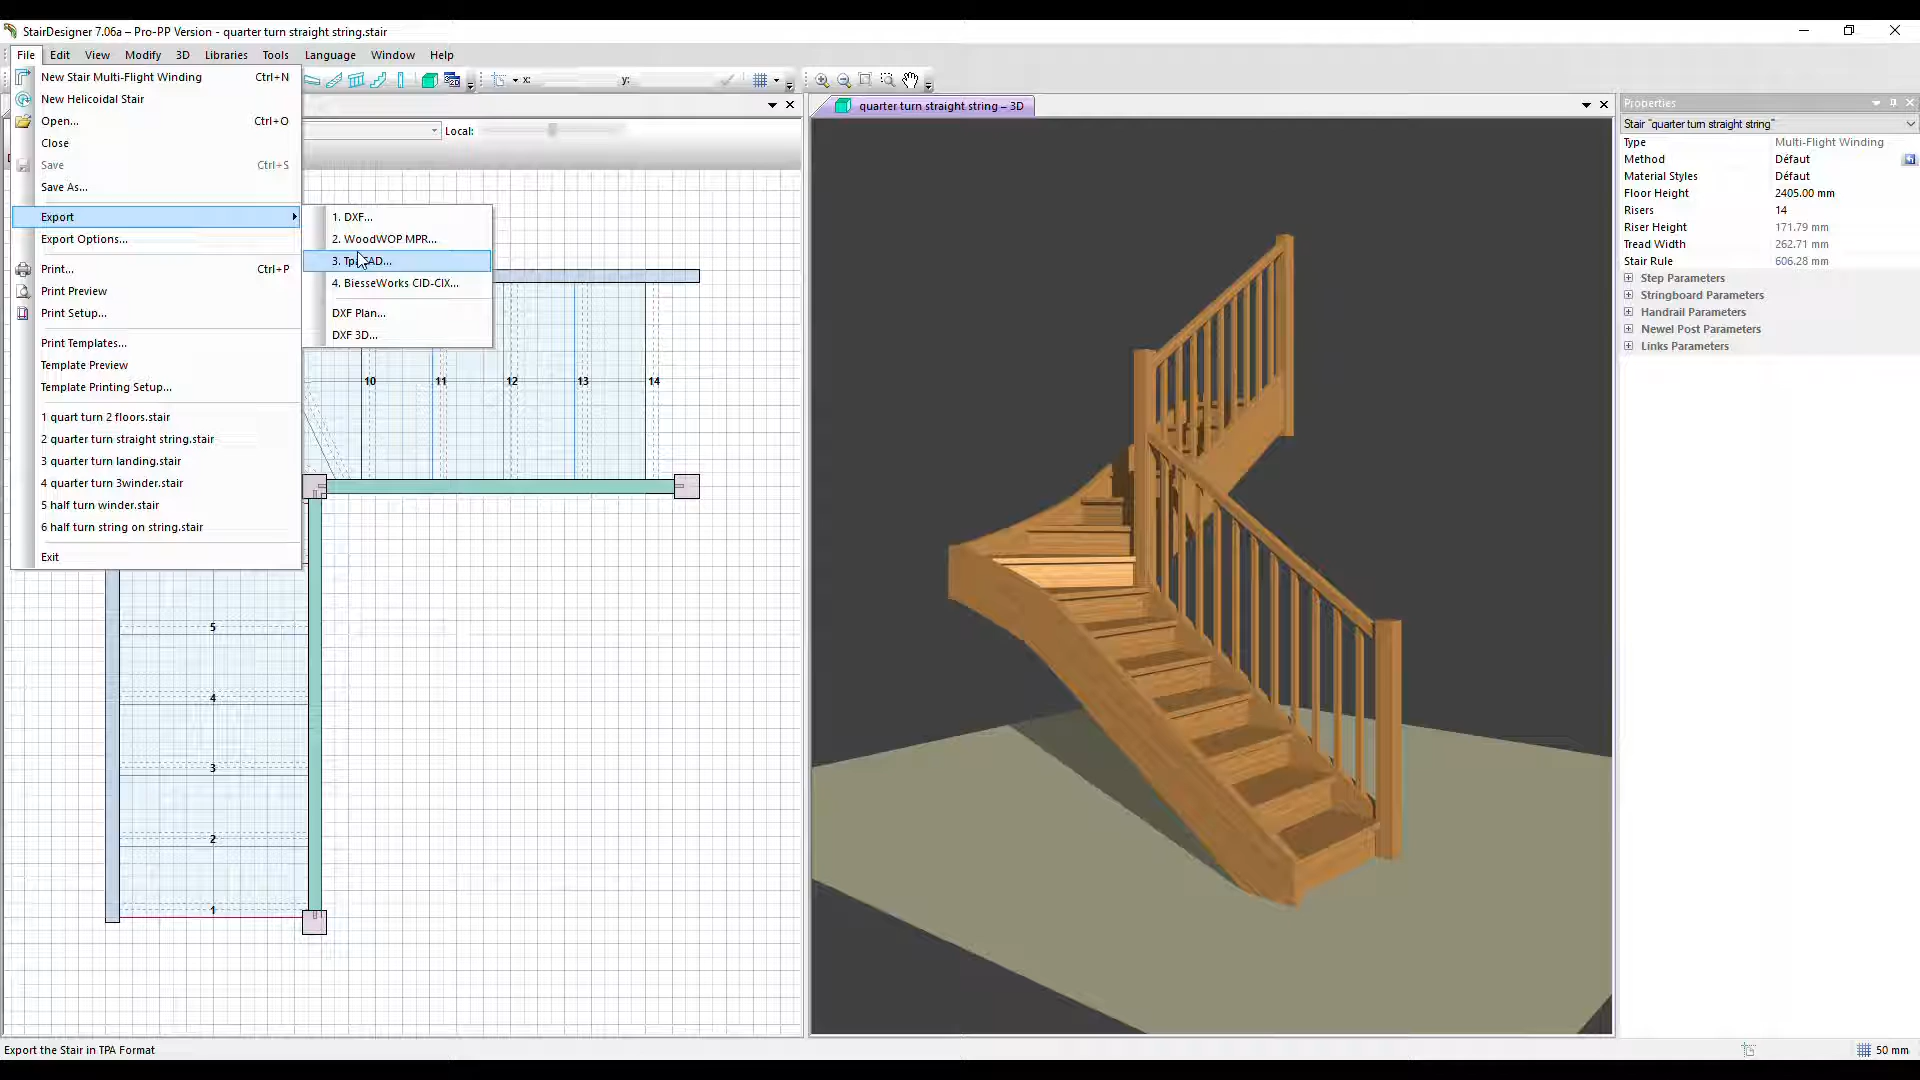 StairDesigner 7.06a – Pro-PP Version - quarter turn straight string.stair
File Edit View Modify 3D Libraries Tools Language Window Help
New Stair Multi-Flight Winding Ctrl+N
New Helicoidal Stair
Open... Ctrl+O
Close
Save Ctrl+S
Save As...
Export
Export Options...
Print... Ctrl+P
Print Preview
Print Setup...
Print Templates...
Template Preview
Template Printing Setup...
1 quart turn 2 floors.stair
2 quarter turn straight string.stair
3 quarter turn landing.stair
4 quarter turn 3winder.stair
5 half turn winder.stair
6 half turn string on string.stair
Exit
1. DXF...
2. WoodWOP MPR...
3. TpaCAD...
4. BiesseWorks CID-CIX...
DXF Plan...
DXF 3D...
x: y:
Local:
10 11 12 13 14
5
4
3
2
1
quarter turn straight string – 3D
Properties
Stair "quarter turn straight string"
Type Multi-Flight Winding
Method Défaut
Material Styles Défaut
Floor Height 2405.00 mm
Risers 14
Riser Height 171.79 mm
Tread Width 262.71 mm
Stair Rule 606.28 mm
Step Parameters
Stringboard Parameters
Handrail Parameters
Newel Post Parameters
Links Parameters
Export the Stair in TPA Format
50 mm